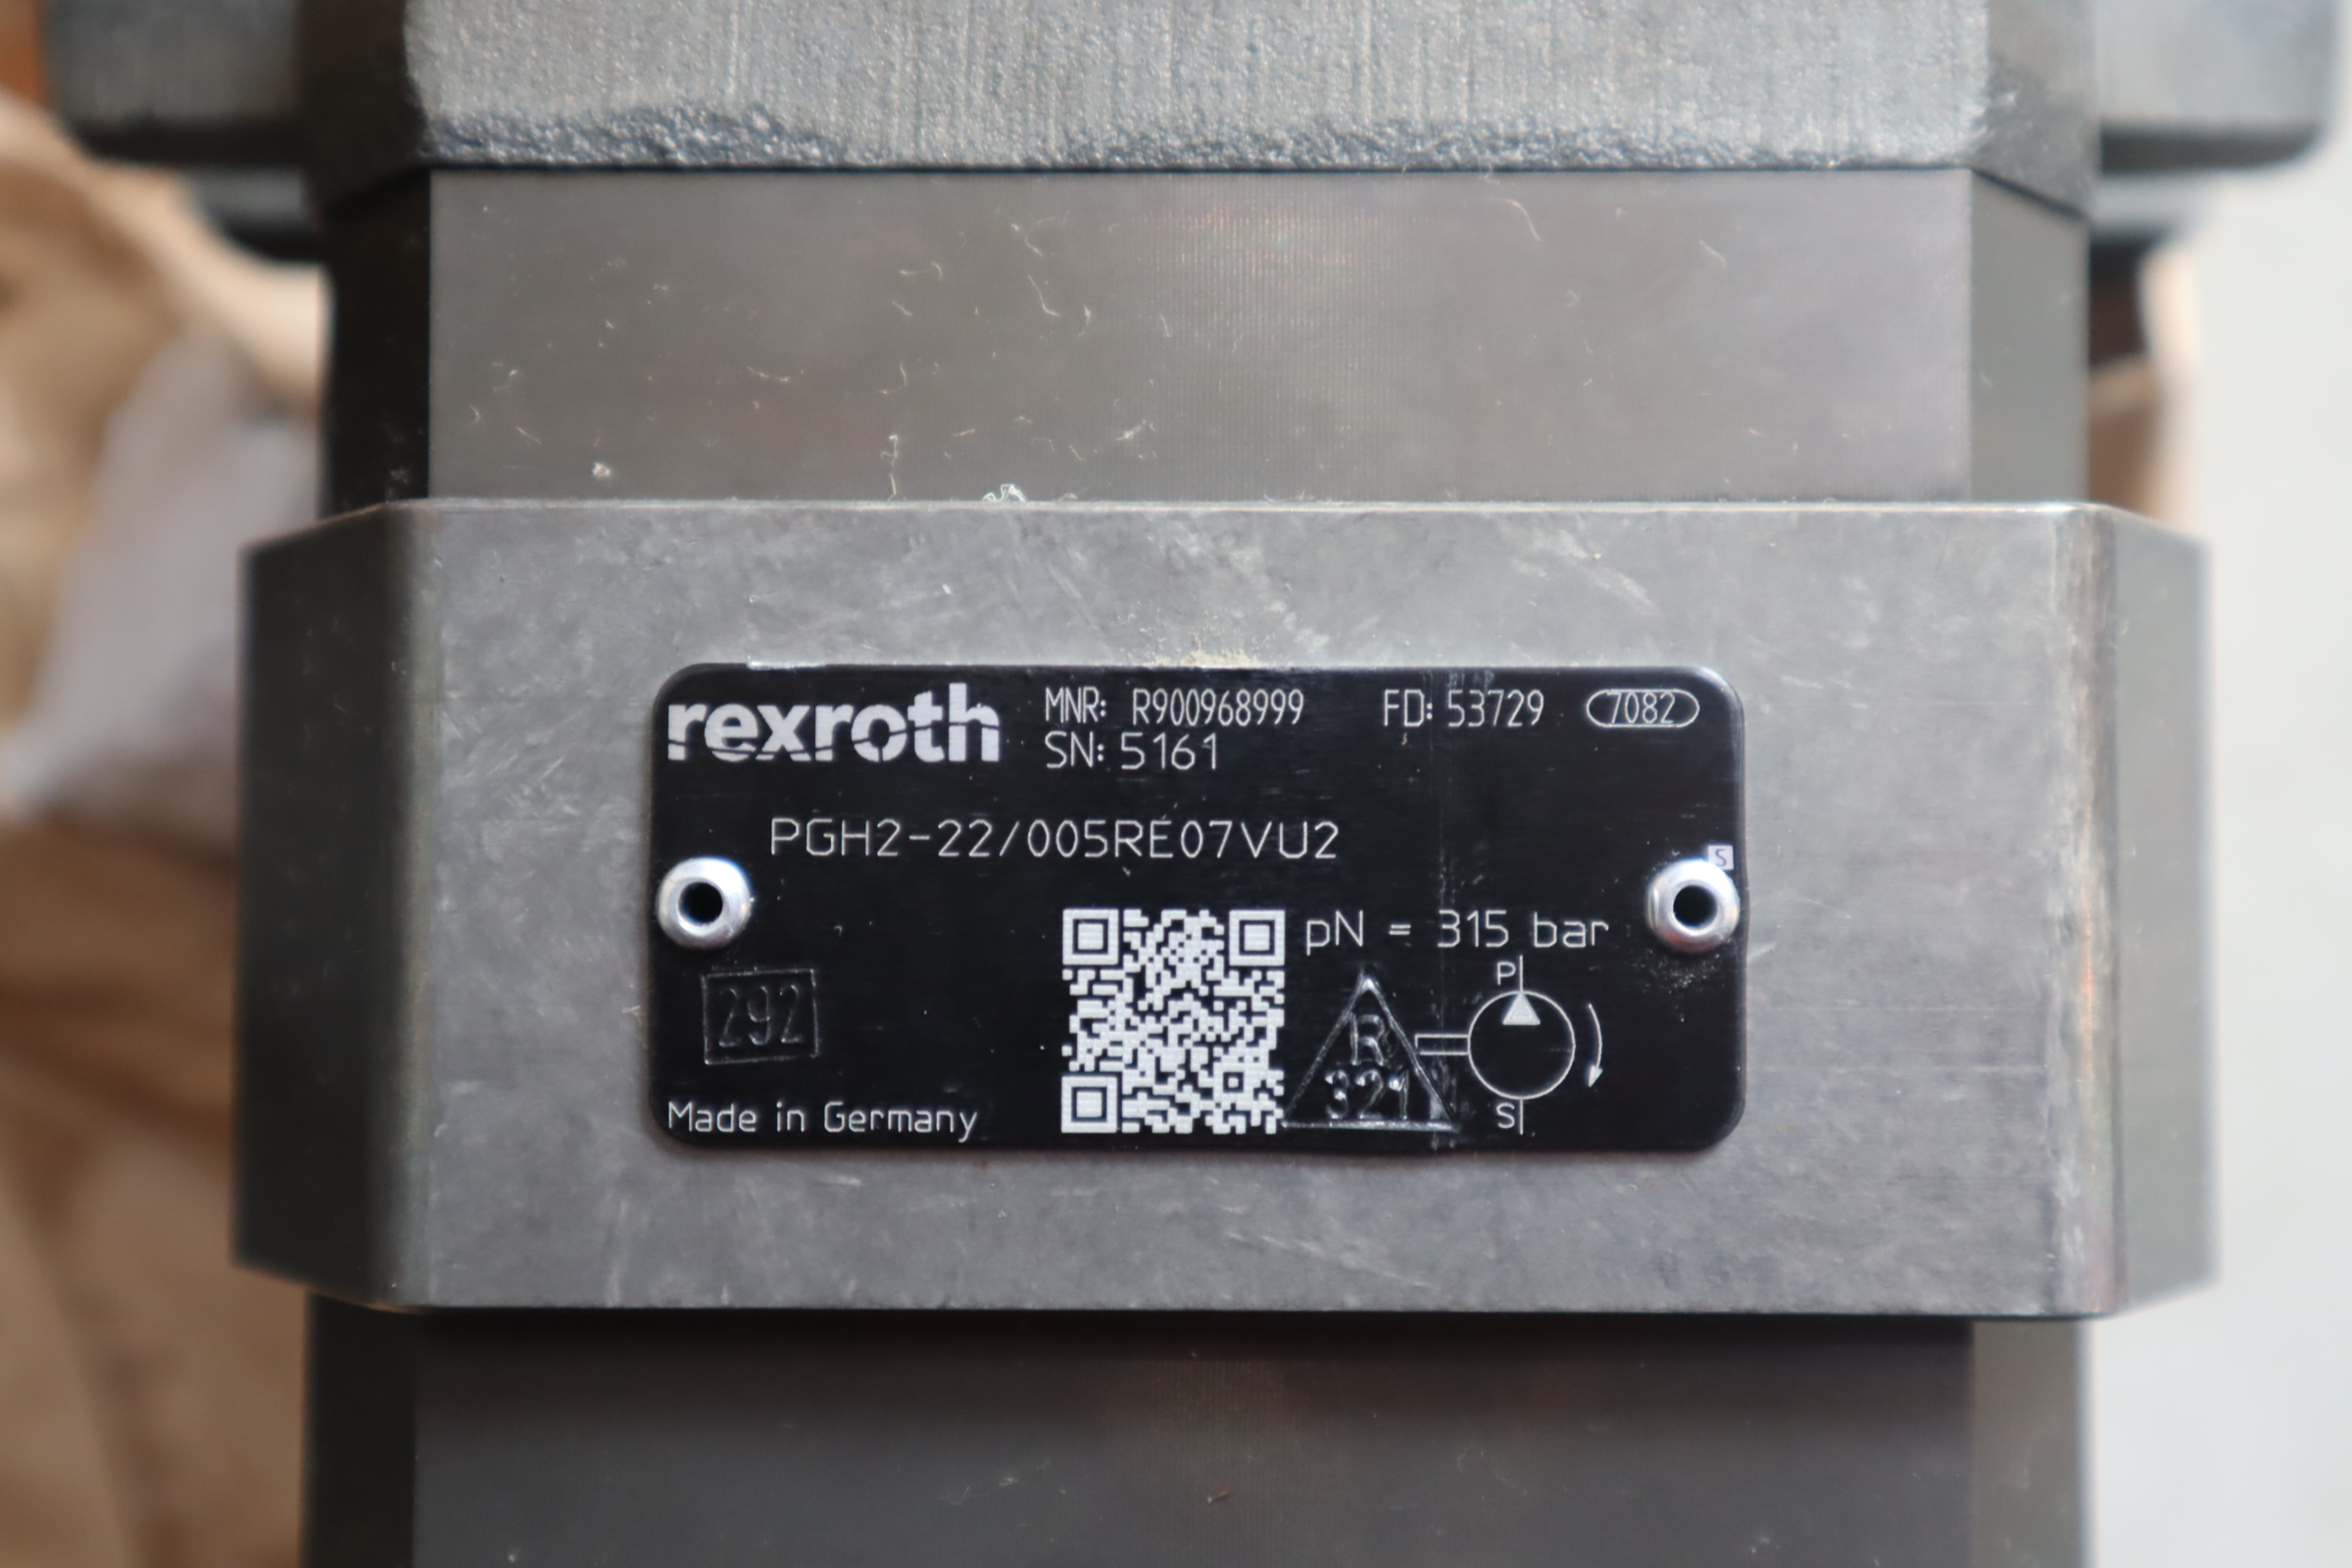 rexroth
MNR: R900968999 FD: 53729 7082
SN: 5161
PGH2-22/005RE07VU2
S
pN = 315 bar
P
292
R
321
S
Made in Germany